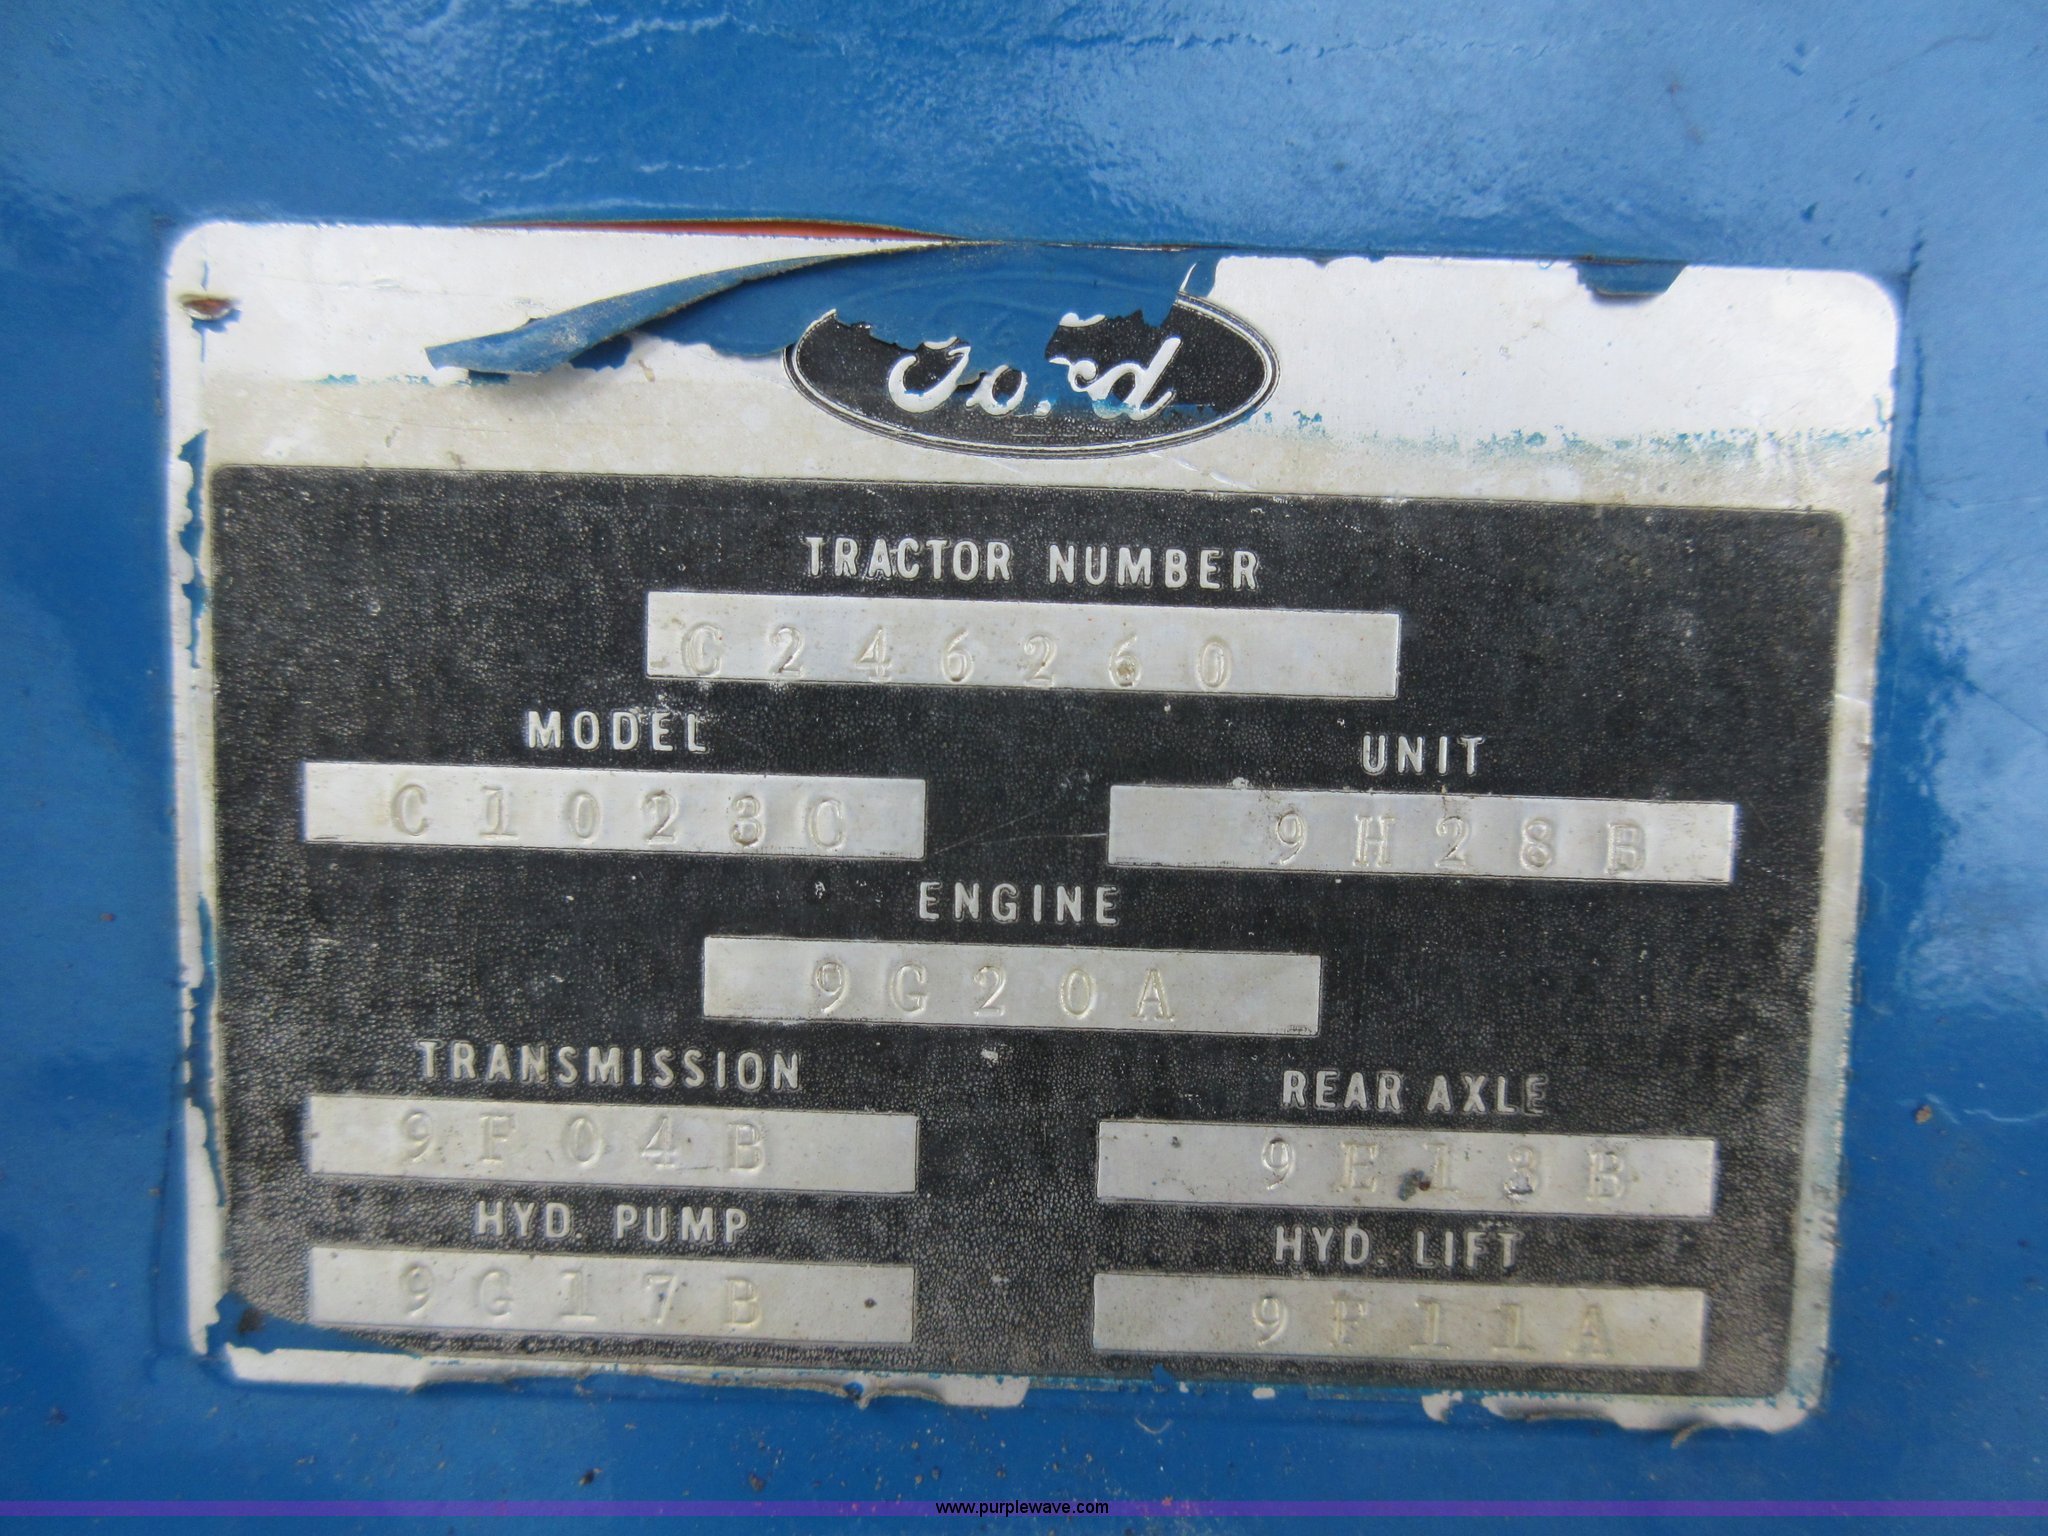 Ford
TRACTOR NUMBER
C246260
MODEL UNIT
C1023C 9H28B
ENGINE
9G20A
TRANSMISSION REAR AXLE
9F04B 9E13B
HYD. PUMP HYD. LIFT
9G17B 9F11A
www.purplewave.com